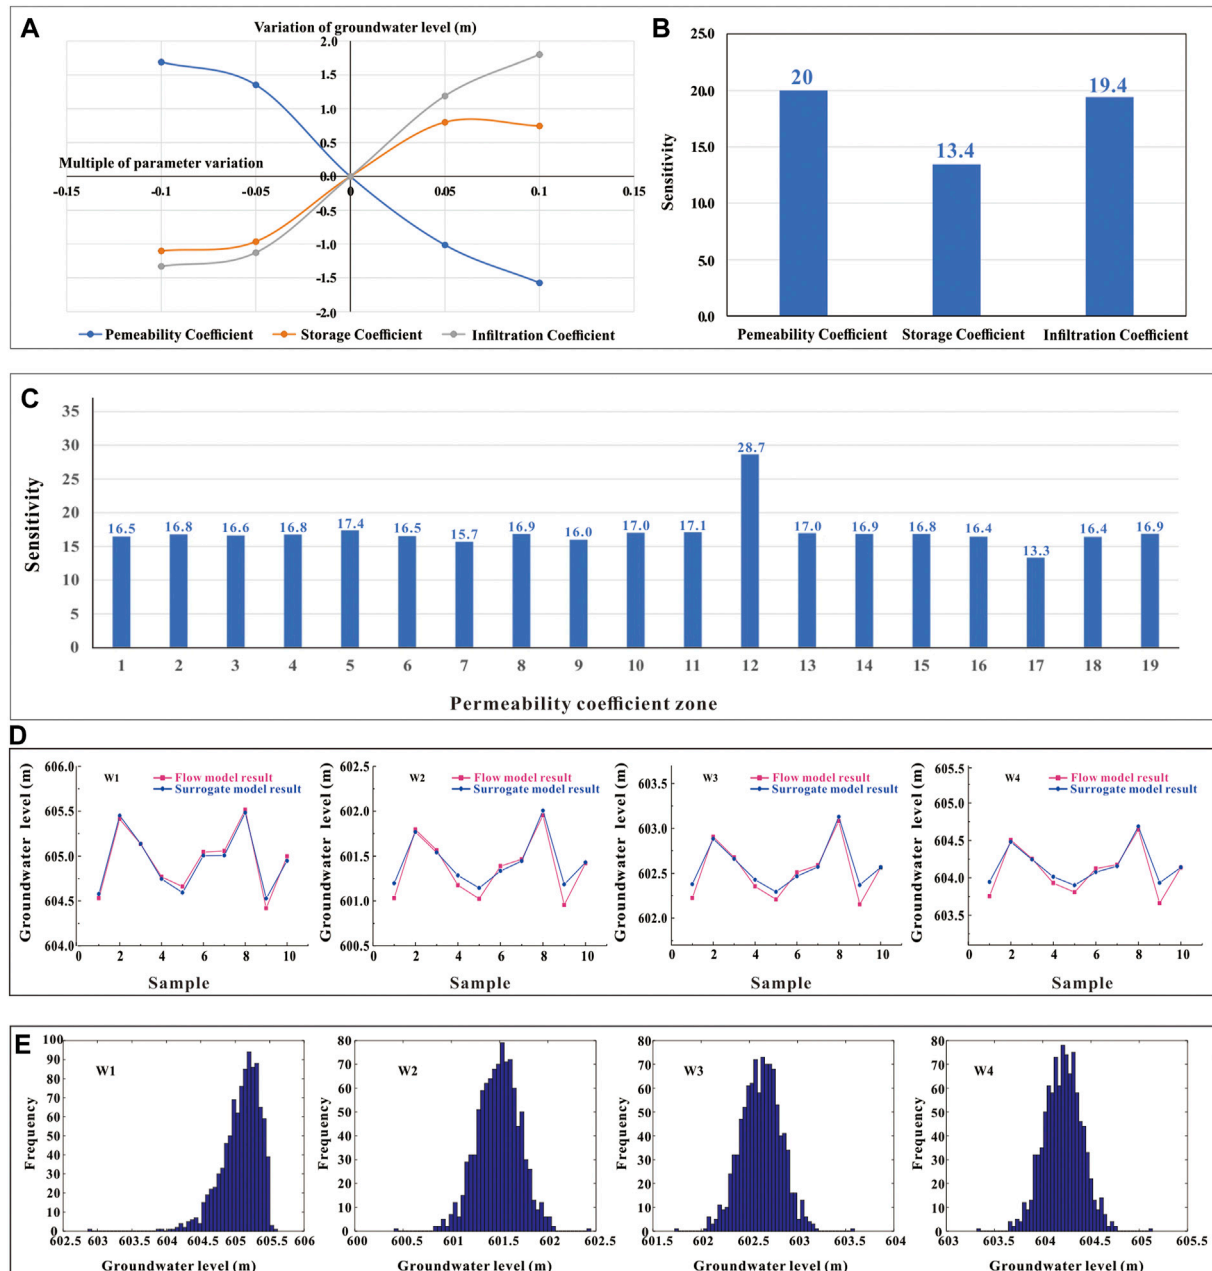 A
Variation of groundwater level (m)
2.0
1.5
1.0
0.5
0.0
-0.5
-1.0
-1.5
-2.0
Multiple of parameter variation
-0.15 -0.1 -0.05 0 0.05 0.1 0.15
Pemeability Coefficient Storage Coefficient Infiltration Coefficient
B
Sensitivity
25.0
20.0
15.0
10.0
5.0
0.0
20 13.4 19.4
Pemeability Coefficient Storage Coefficient Infiltration Coefficient
C
Sensitivity
35
30
25
20
15
10
5
0
16.5 16.8 16.6 16.8 17.4 16.5 15.7 16.9 16.0 17.0 17.1 28.7 17.0 16.9 16.8 16.4 13.3 16.4 16.9
1 2 3 4 5 6 7 8 9 10 11 12 13 14 15 16 17 18 19
Permeability coefficient zone
D
Groundwater level (m)
606.0
605.5
605.0
604.5
604.0
W1
Flow model result
Surrogate model result
0 2 4 6 8 10
Sample
Groundwater level (m)
602.5
601.5
601.5
601.0
600.5
W2
Flow model result
Surrogate model result
0 2 4 6 8 10
Sample
Groundwater level (m)
603.5
603.0
602.5
602.0
W3
Flow model result
Surrogate model result
0 2 4 6 8 10
Sample
Groundwater level (m)
605.5
605.0
604.5
604.0
603.5
W4
Flow model result
Surrogate model result
0 2 4 6 8 10
Sample
E
Frequency
100
90
80
70
60
50
40
30
20
10
0
W1
602.5 603 603.5 604 604.5 605 605.5 606
Groundwater level (m)
Frequency
80
70
60
50
40
30
20
10
0
W2
600 600.5 601 601.5 602 602.5
Groundwater level (m)
Frequency
80
70
60
50
40
30
20
10
0
W3
601.5 602 602.5 603 603.5 604
Groundwater level (m)
Frequency
80
70
60
50
40
30
20
10
0
W4
603 603.5 604 604.5 605 605.5
Groundwater level (m)